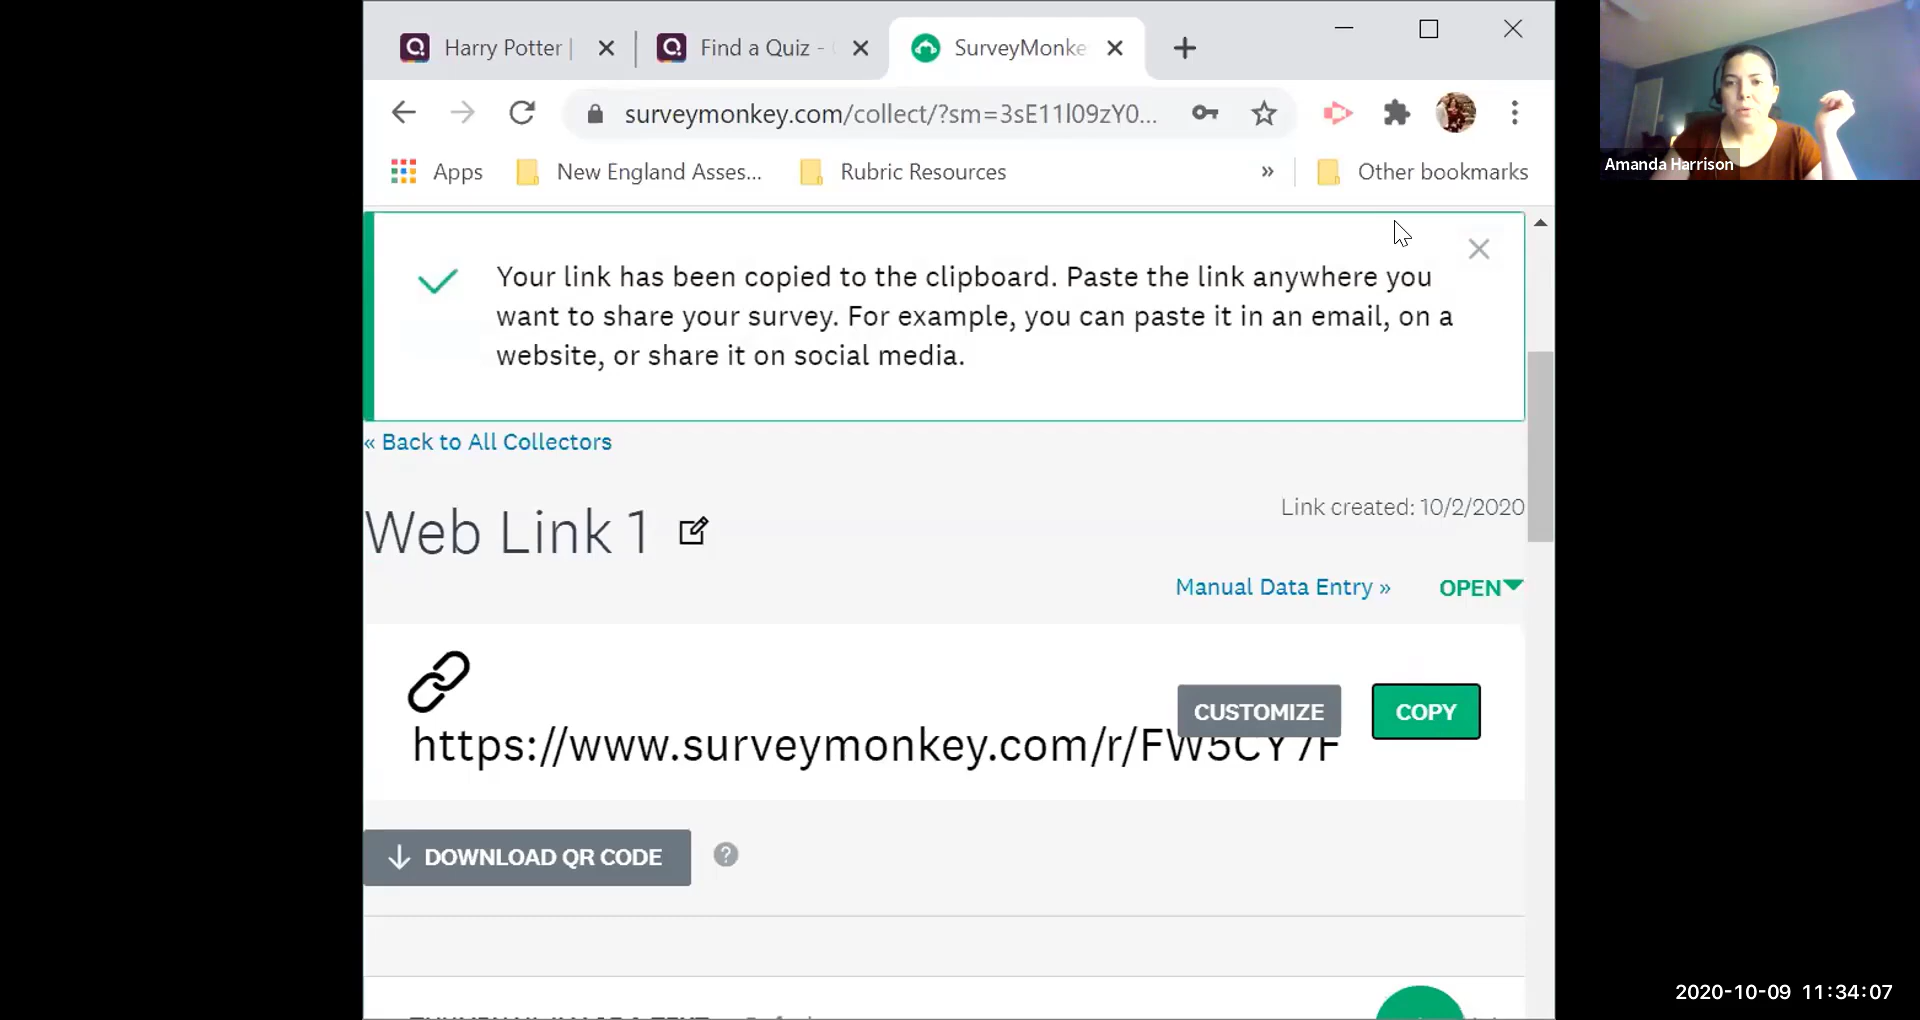 Harry Potter |
Find a Quiz -
SurveyMonke
surveymonkey.com/collect/?sm=3sE11l09zY0...
Apps
New England Asses...
Rubric Resources
»
Other bookmarks
Amanda Harrison
Your link has been copied to the clipboard. Paste the link anywhere you
want to share your survey. For example, you can paste it in an email, on a
website, or share it on social media.
« Back to All Collectors
Link created: 10/2/2020
Web Link 1
Manual Data Entry »
OPEN
CUSTOMIZE
COPY
https://www.surveymonkey.com/r/FW5CY7F
DOWNLOAD QR CODE
?
2020-10-09 11:34:07